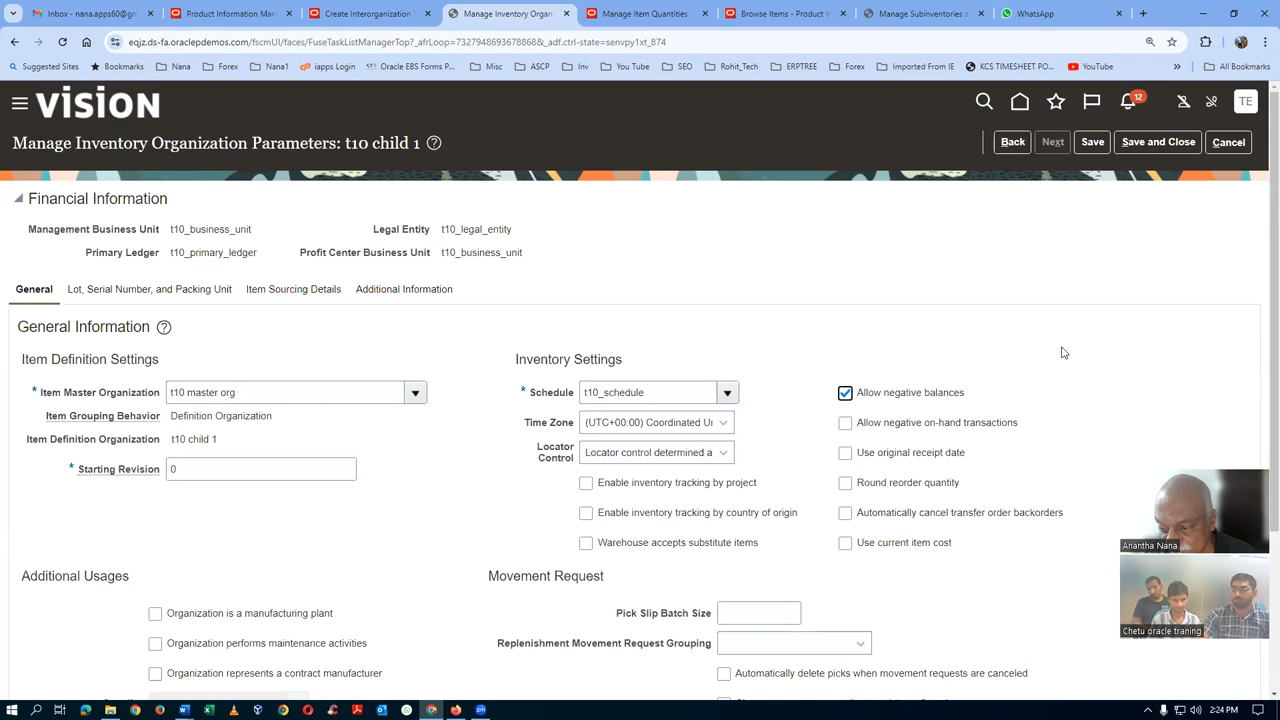 nana.apps60@gm
Product Information Man
Create Interorganization T
Manage Inventory Organi
Manage Item Quantities -
Browse Items - Product I
Manage Subinventories a
WhatsApp
eqjz.ds-fa.oraclepdemos.com/fscmUI/faces/FuseTaskListManagerTop?_afrLoop=7327948693678868&_adf.ctrl-state=senvpy1xt_874
Suggested Sites
Bookmarks
Nana
Forex
Nana1
iapps Login
Oracle EBS Forms P...
Misc
ASCP
Inv
You Tube
SEO
Rohit_Tech
ERPTREE
Forex
Imported From IE
KCS TIMESHEET PO...
YouTube
All Bookmarks
VISION
12
TE
Manage Inventory Organization Parameters: t10 child 1
Back
Next
Save
Save and Close
Cancel
Financial Information
Management Business Unit t10_business_unit
Legal Entity t10_legal_entity
Primary Ledger t10_primary_ledger
Profit Center Business Unit t10_business_unit
General
Lot, Serial Number, and Packing Unit
Item Sourcing Details
Additional Information
General Information
Item Definition Settings
Inventory Settings
* Item Master Organization t10 master org
* Schedule t10_schedule
Allow negative balances
Item Grouping Behavior Definition Organization
Time Zone (UTC+00:00) Coordinated Ur
Allow negative on-hand transactions
Item Definition Organization t10 child 1
Locator Control
Locator control determined a
Use original receipt date
* Starting Revision 0
Enable inventory tracking by project
Round reorder quantity
Enable inventory tracking by country of origin
Automatically cancel transfer order backorders
Warehouse accepts substitute items
Use current item cost
Anantha Nana
Additional Usages
Movement Request
Organization is a manufacturing plant
Pick Slip Batch Size
Organization performs maintenance activities
Replenishment Movement Request Grouping
Organization represents a contract manufacturer
Automatically delete picks when movement requests are canceled
Chetu oracle traning
2:24 PM